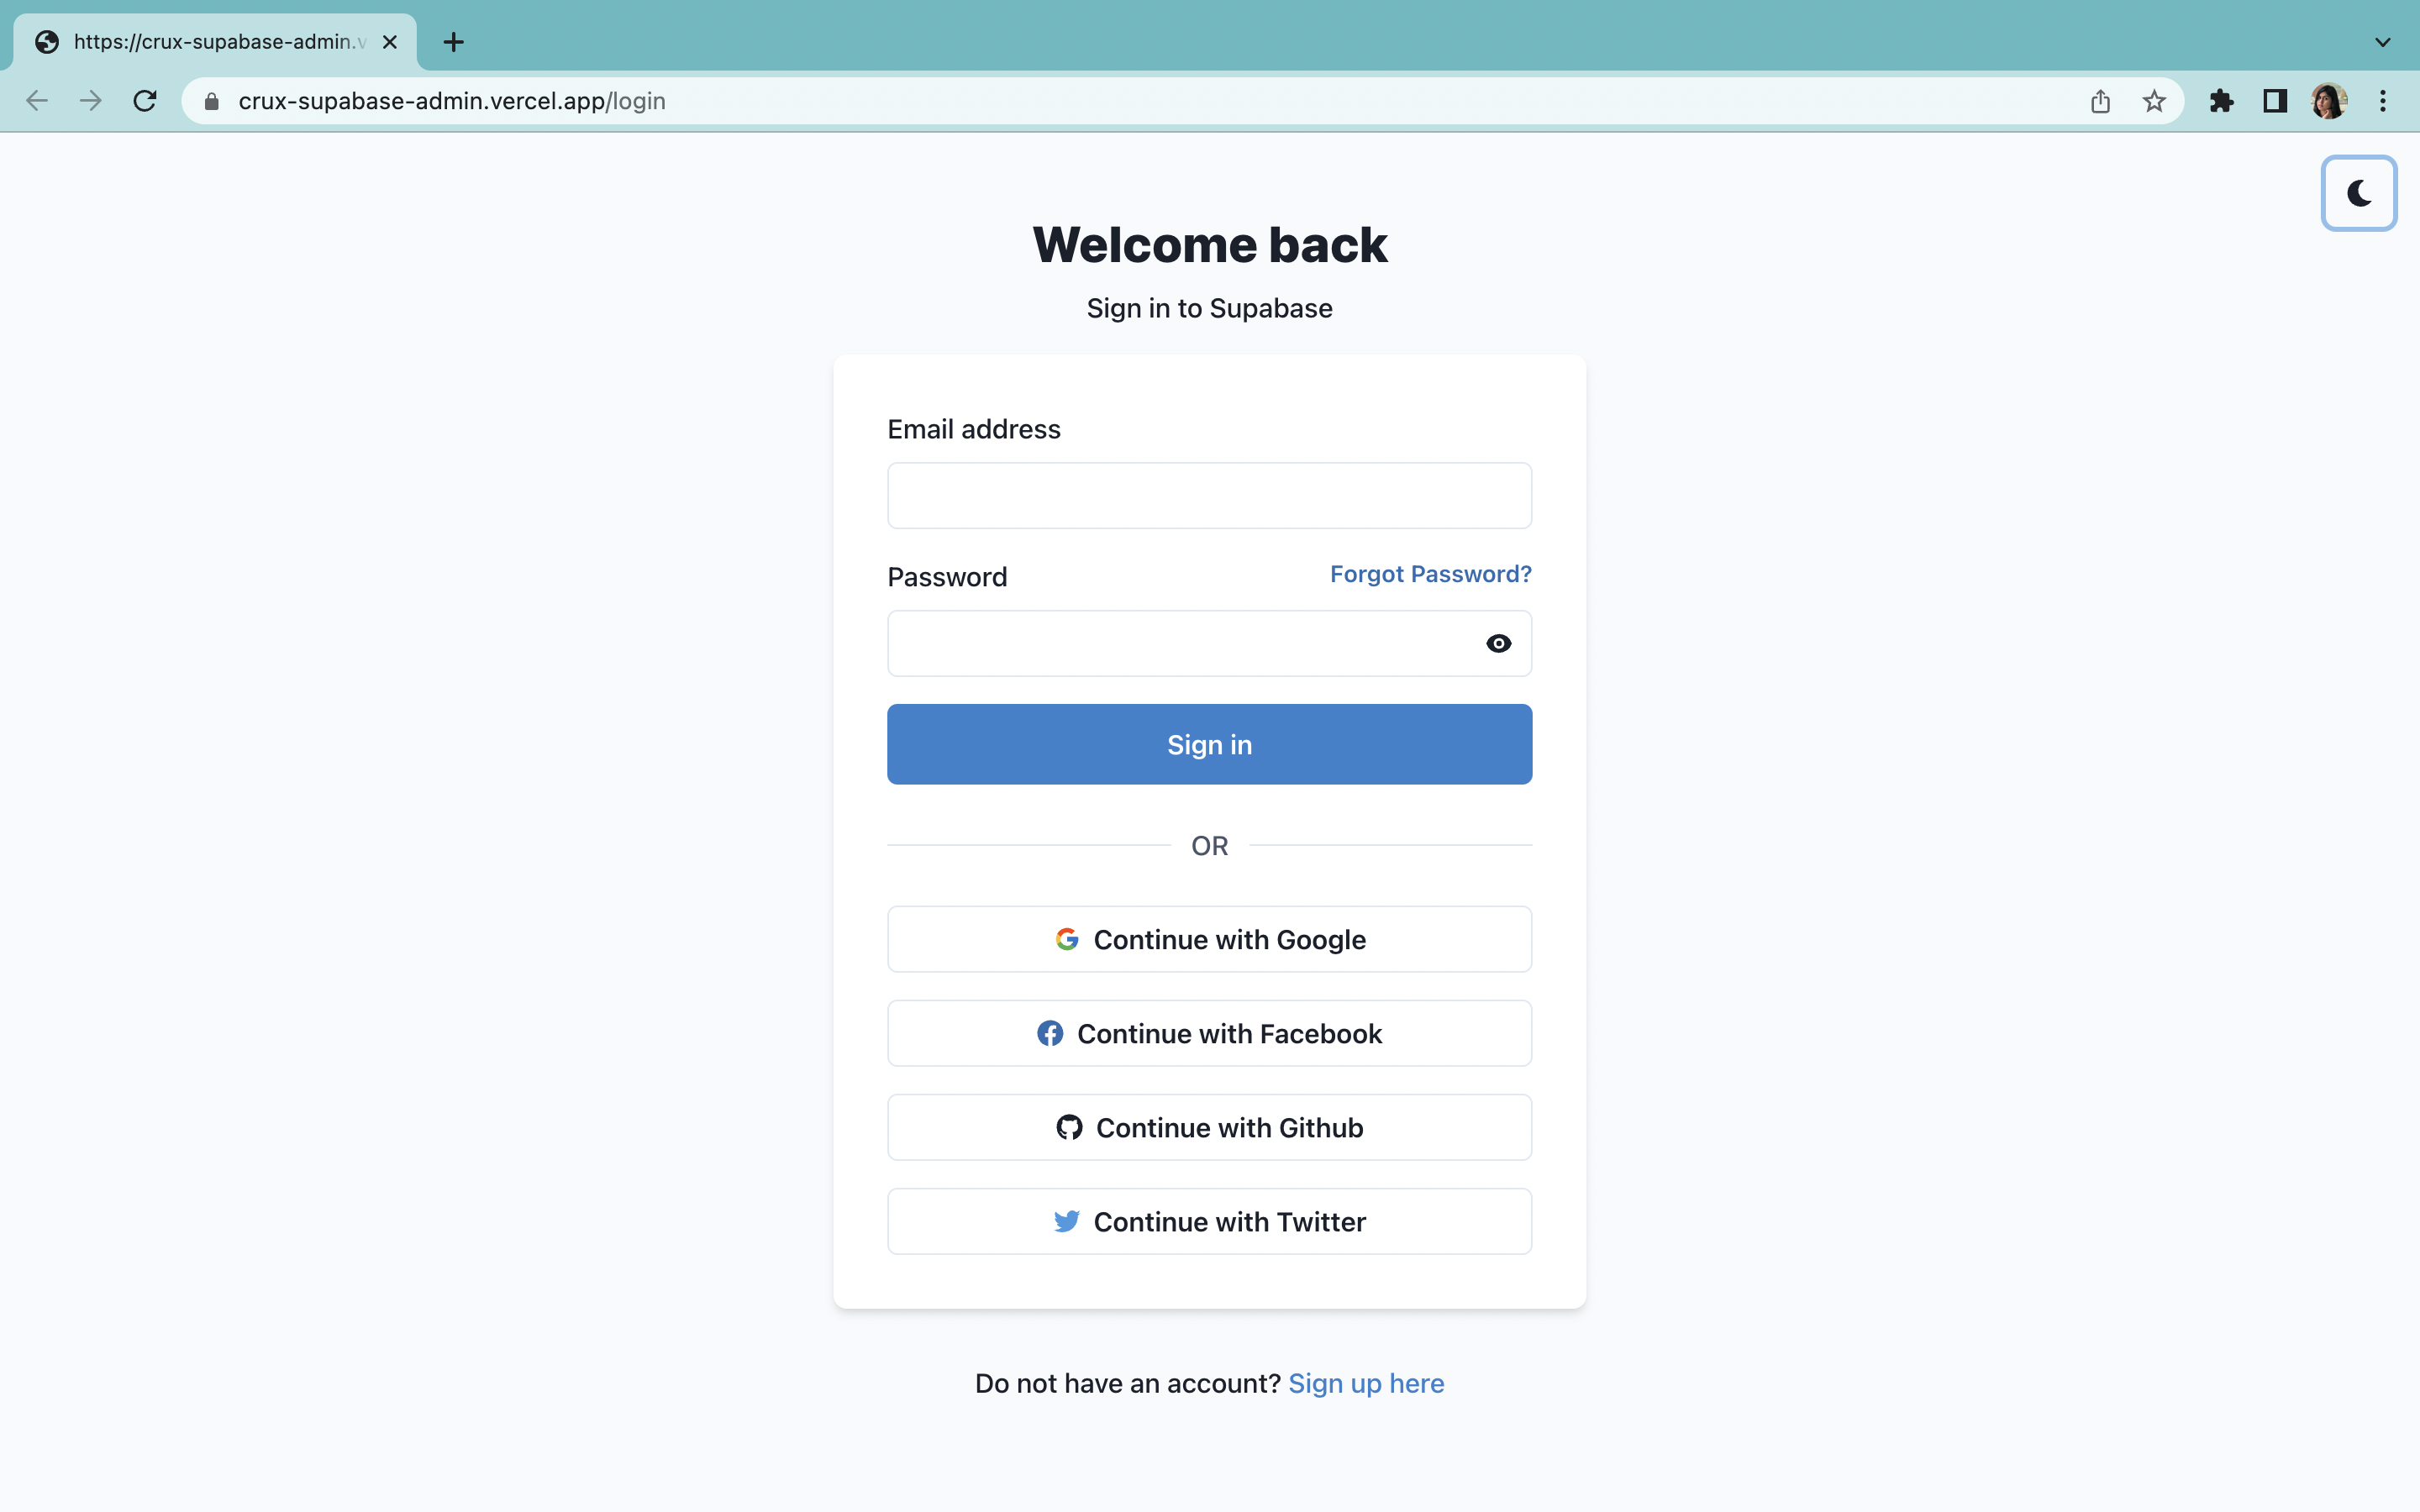 https://crux-supabase-admin.v
crux-supabase-admin.vercel.app/login
Welcome back
Sign in to Supabase
Email address
Password
Forgot Password?
Sign in
OR
Continue with Google
Continue with Facebook
Continue with Github
Continue with Twitter
Do not have an account? Sign up here